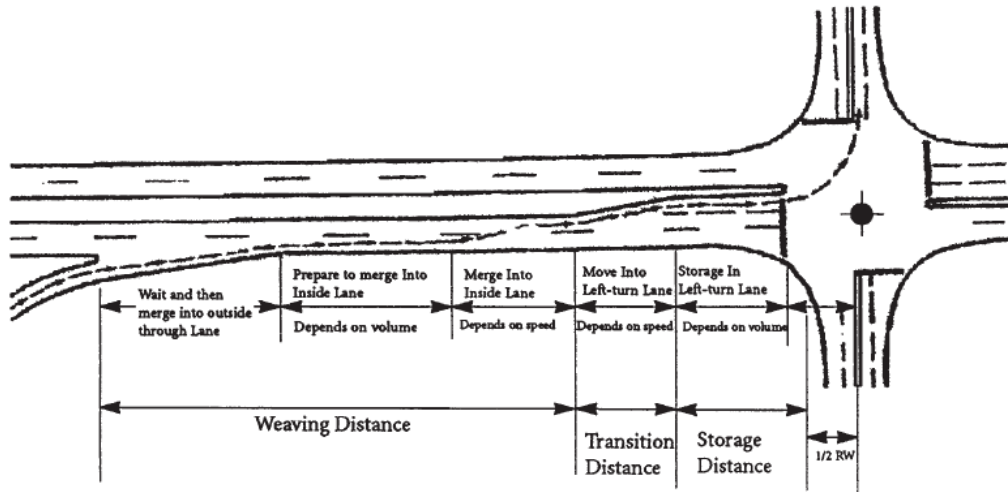 Wait and then
merge into outside
through Lane
Prepare to merge Into
Inside Lane
Depends on volume
Merge Into
Inside Lane
Depends on speed
Move Into
Left-turn Lane
Depends on speed
Storage In
Left-turn Lane
Depends on volume
Weaving Distance
Transition
Distance
Storage
Distance
1/2 RW